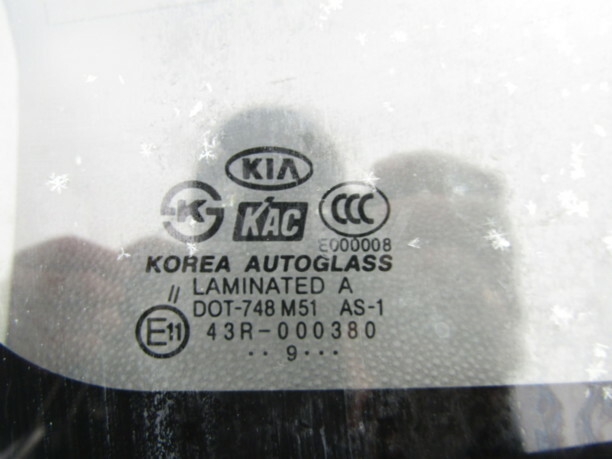 KIA
K KAC CCC
E000008
KOREA AUTOGLASS
// LAMINATED A
DOT-748 M51 AS-1
E11 43R-000380
·· 9 ···